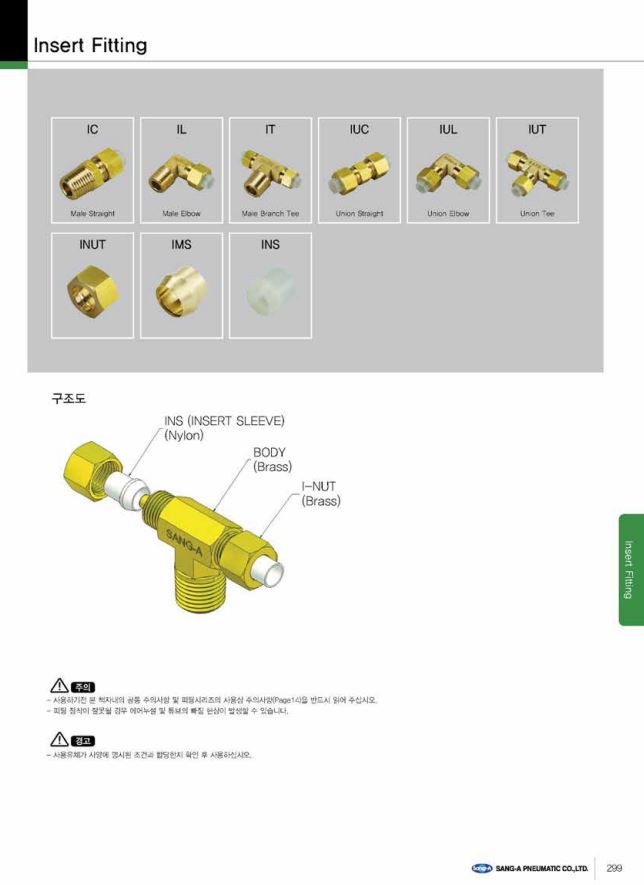 Insert Fitting
IC
IL
IT
IUC
IUL
IUT
Male Straight
Male Elbow
Male Branch Tee
Union Straight
Union Elbow
Union Tee
INUT
IMS
INS
구조도
INS (INSERT SLEEVE)
(Nylon)
BODY
(Brass)
I-NUT
(Brass)
SANG-A
Insert Fitting
주의
- 사용하기전 본 책자내의 공통 주의사항 및 피팅시리즈의 사용상 주의사항(Page14)을 반드시 읽어 주십시오.
- 피팅 장착이 잘못될 경우 에어누설 및 튜브의 빠짐 현상이 발생할 수 있습니다.
경고
- 사용유체가 사양에 명시된 조건과 합당한지 확인 후 사용하십시오.
Sang-A SANG-A PNEUMATIC CO.,LTD. 299